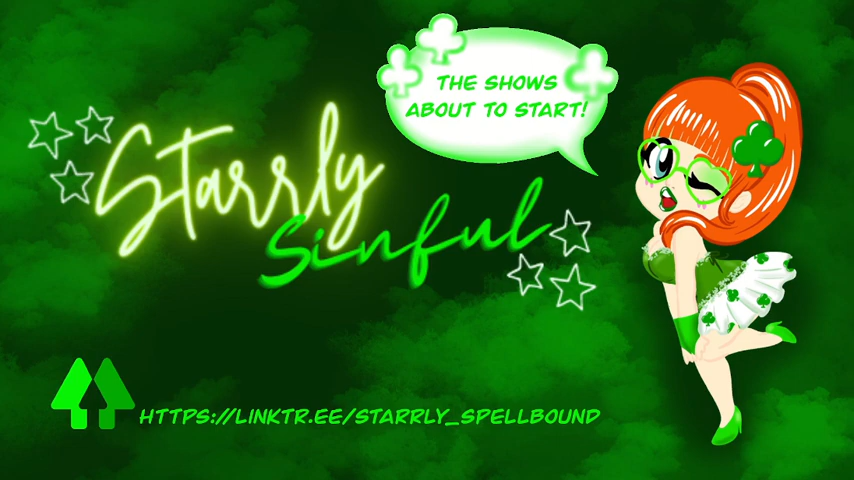 THE SHOWS
ABOUT TO START!
Starrly
Sinful
HTTPS://LINKTR.EE/STARRLY_SPELLBOUND